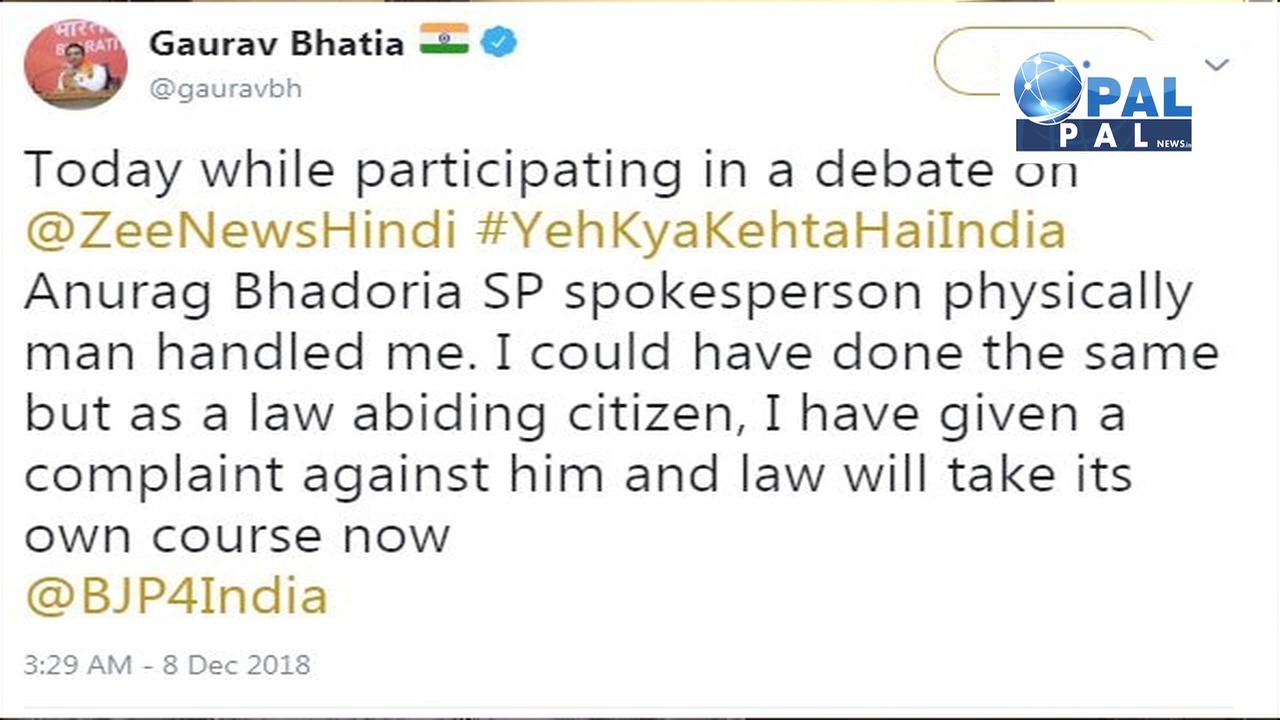 Gaurav Bhatia
@gauravbh
PAL
PAL NEWS.in
Today while participating in a debate on
@ZeeNewsHindi #YehKyaKehtaHaiIndia
Anurag Bhadoria SP spokesperson physically
man handled me. I could have done the same
but as a law abiding citizen, I have given a
complaint against him and law will take its
own course now
@BJP4India
3:29 AM - 8 Dec 2018